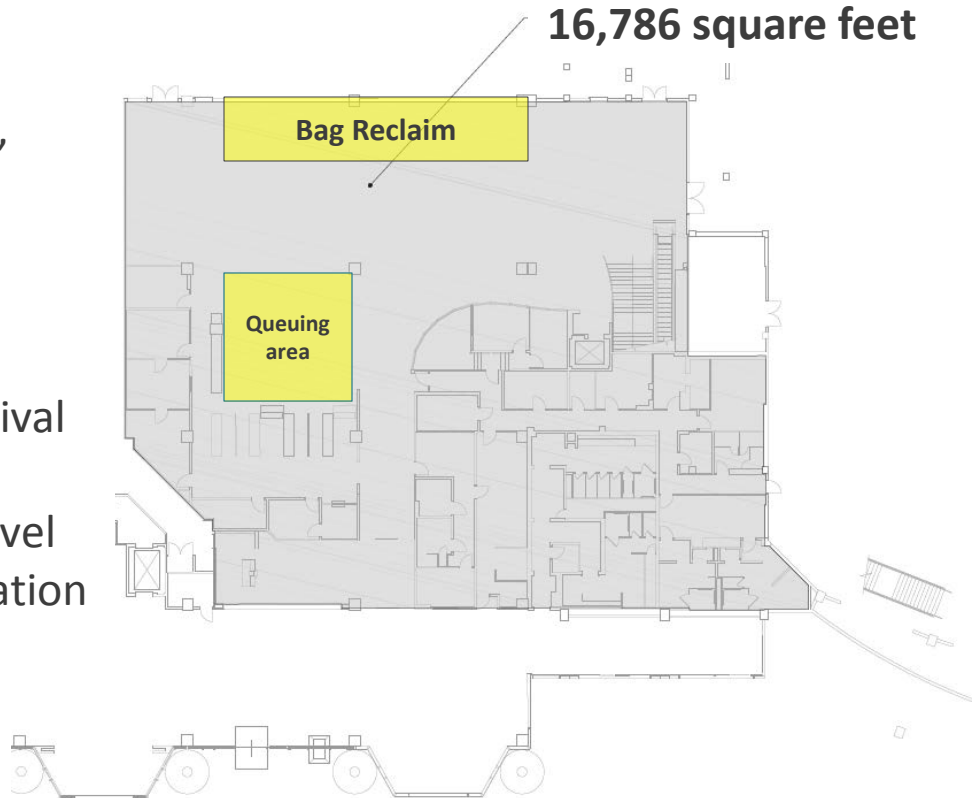 16,786 square feet
,
Bag Reclaim
Queuing
area
ival
vel
ation